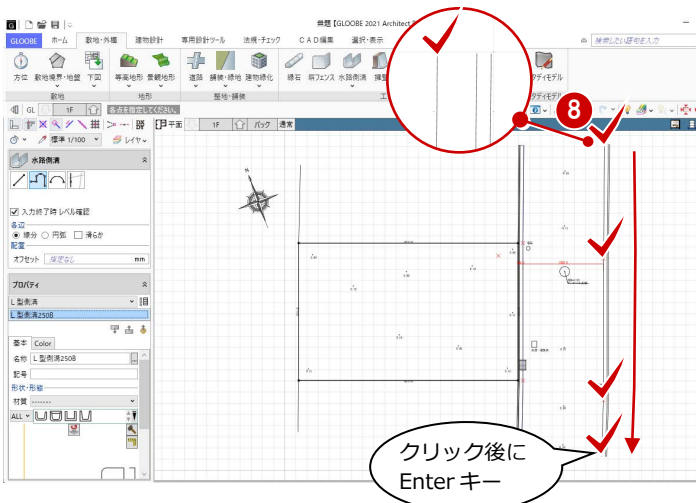 無題【GLOOBE 2021 Architect
GLOOBE ホーム 敷地・外構 建物設計 専用設計ツール 法規・チェック CAD編集 選択・表示 検索したい語句を入力
方位 敷地境界・地盤 下図 等高地形 景観地形 道路 舗装・緑地 建物緑化 縁石 塀フェンス 水路側溝 擁壁
敷地 地形 整地・舗装 工
GL 1F 各点を指定してください。
平面 1F バック 通常
標準 1/100 レイヤ
8
水路側溝
入力終了時 レベル確認
各辺
線分 円弧 滑らか
配置
オフセット 指定なし mm
プロパティ
L型側溝
L型側溝250B
基本 Color
名称 L型側溝250B ...
記号
形状・形態
材質 -------
ALL
クリック後に
Enter キー